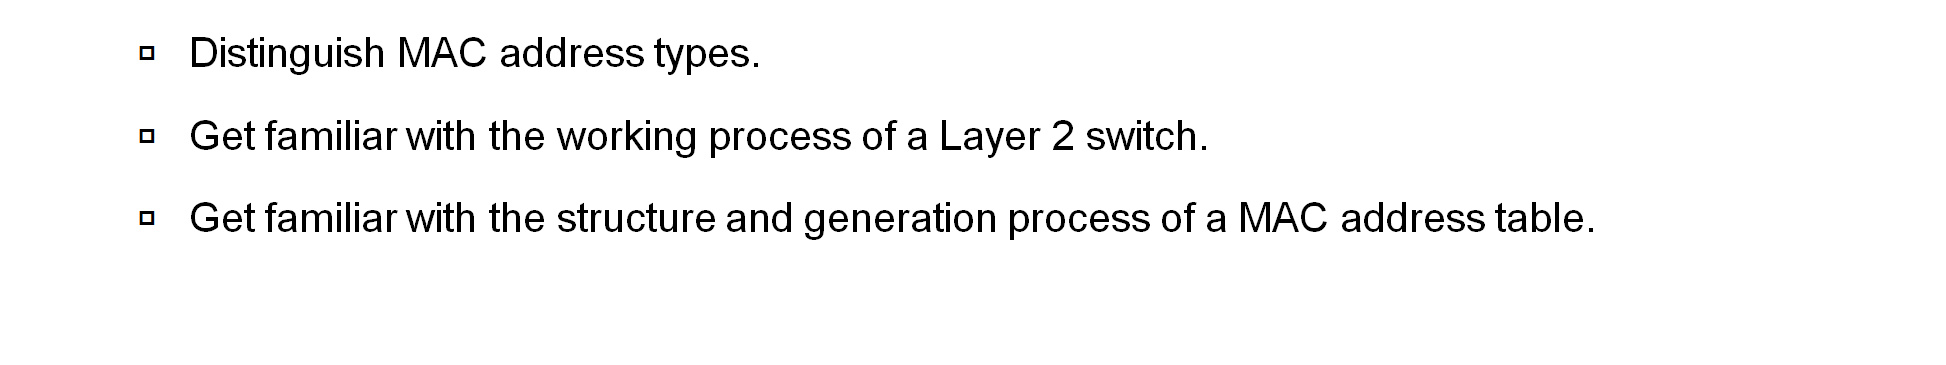 Distinguish MAC address types.
Get familiar with the working process of a Layer 2 switch.
Get familiar with the structure and generation process of a MAC address table.